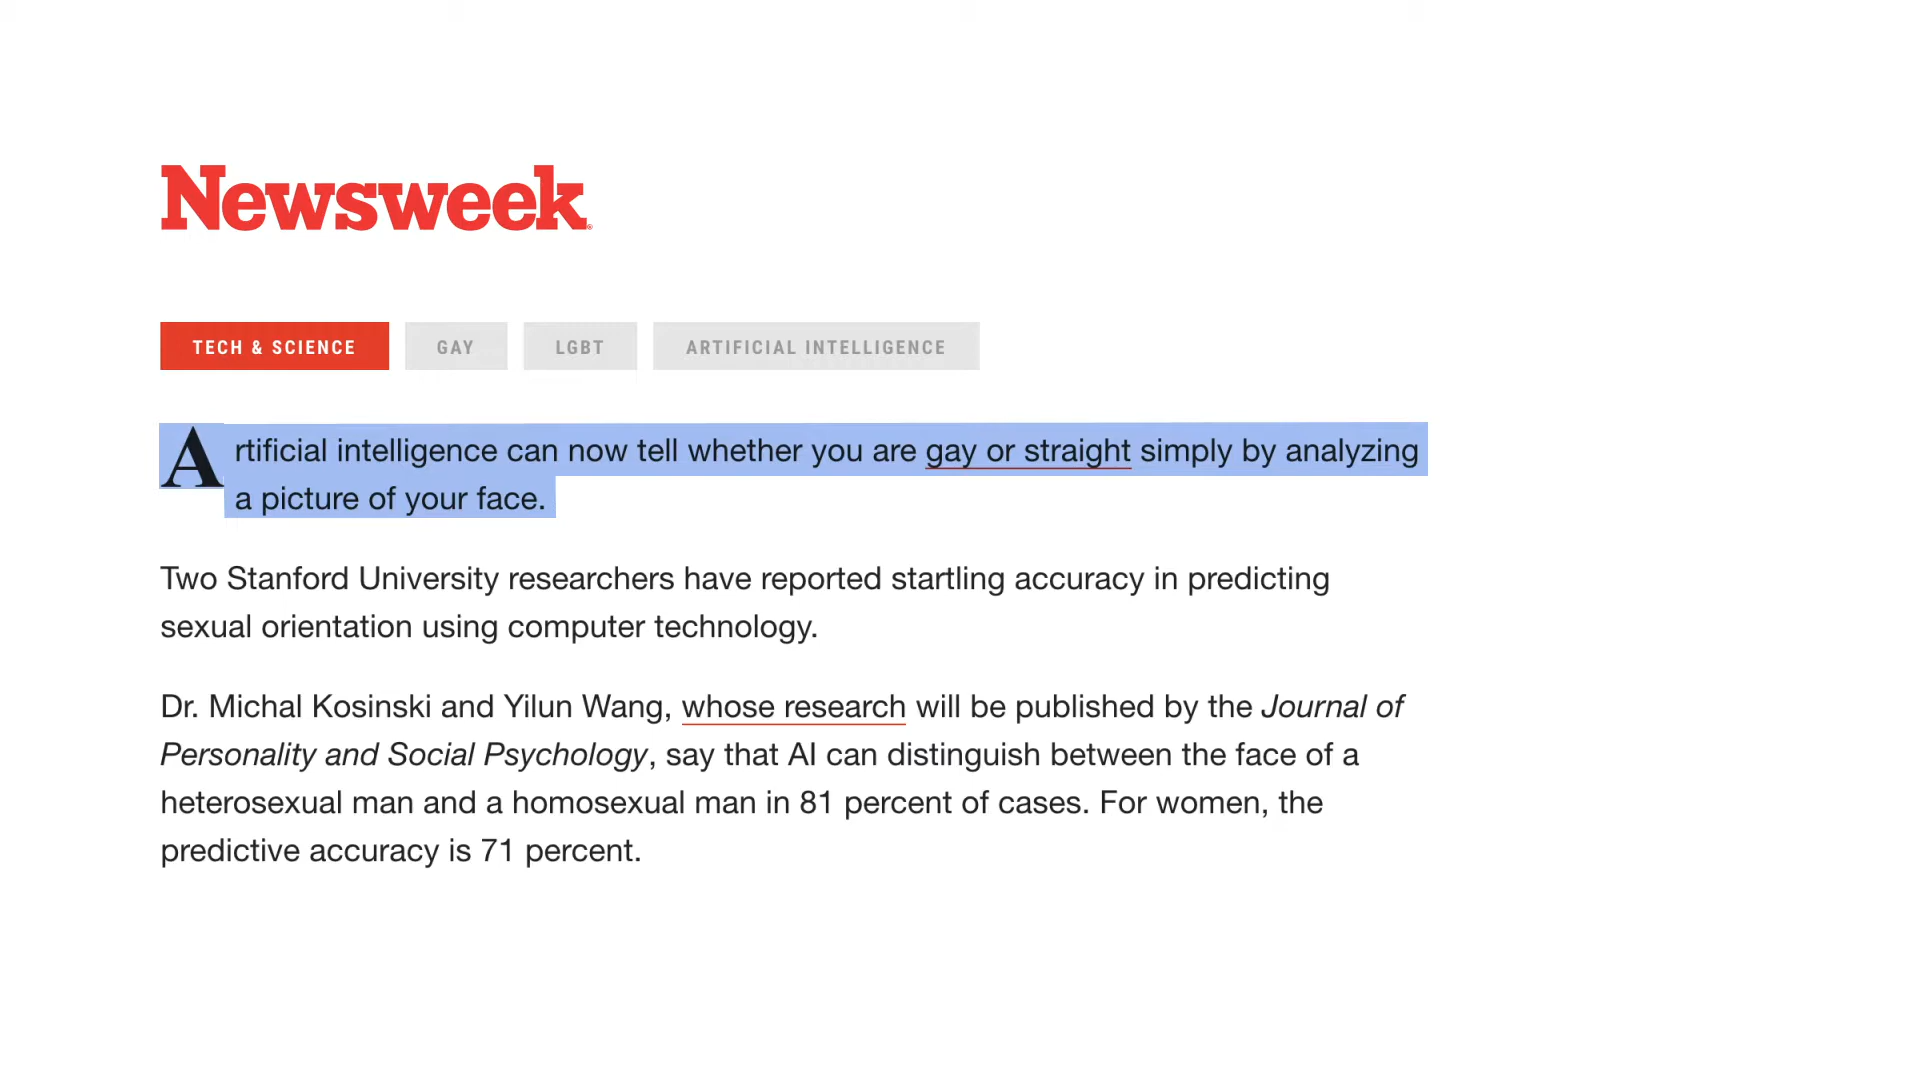 Newsweek
TECH & SCIENCE GAY LGBT ARTIFICIAL INTELLIGENCE
Artificial intelligence can now tell whether you are gay or straight simply by analyzing
a picture of your face.
Two Stanford University researchers have reported startling accuracy in predicting
sexual orientation using computer technology.
Dr. Michal Kosinski and Yilun Wang, whose research will be published by the Journal of
Personality and Social Psychology, say that AI can distinguish between the face of a
heterosexual man and a homosexual man in 81 percent of cases. For women, the
predictive accuracy is 71 percent.